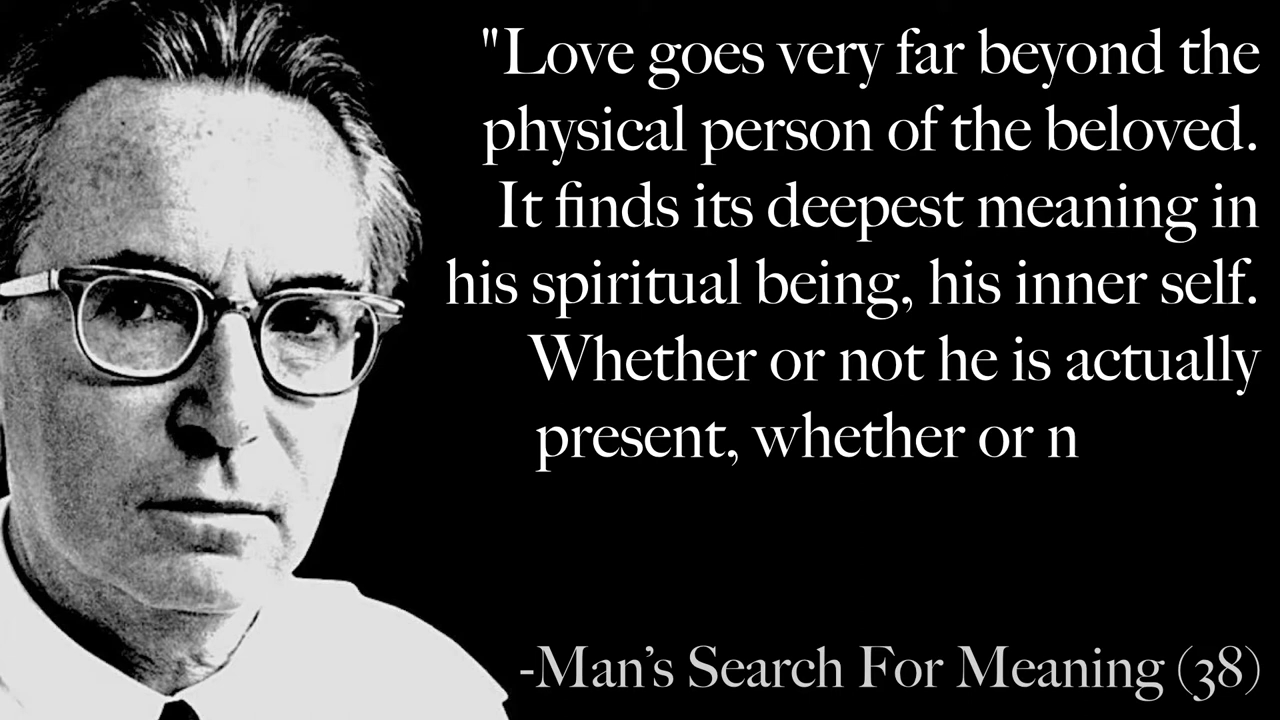 "Love goes very far beyond the
physical person of the beloved.
It finds its deepest meaning in
his spiritual being, his inner self.
Whether or not he is actually
present, whether or n
-Man's Search For Meaning (38)